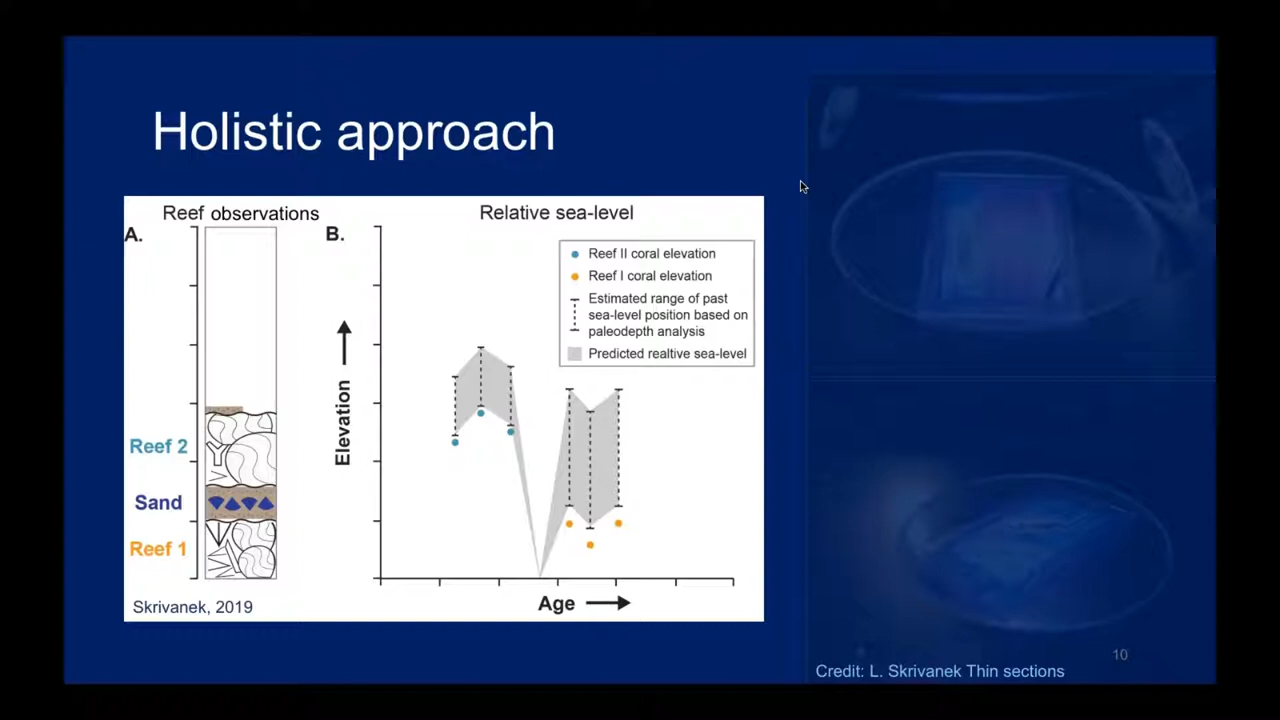 Holistic approach
Reef observations
Relative sea-level
A.
B.
Reef II coral elevation
Reef I coral elevation
Estimated range of past
sea-level position based on
paleodepth analysis
Predicted realtive sea-level
Elevation
Reef 2
Sand
Reef 1
Age
Skrivanek, 2019
10
Credit: L. Skrivanek Thin sections